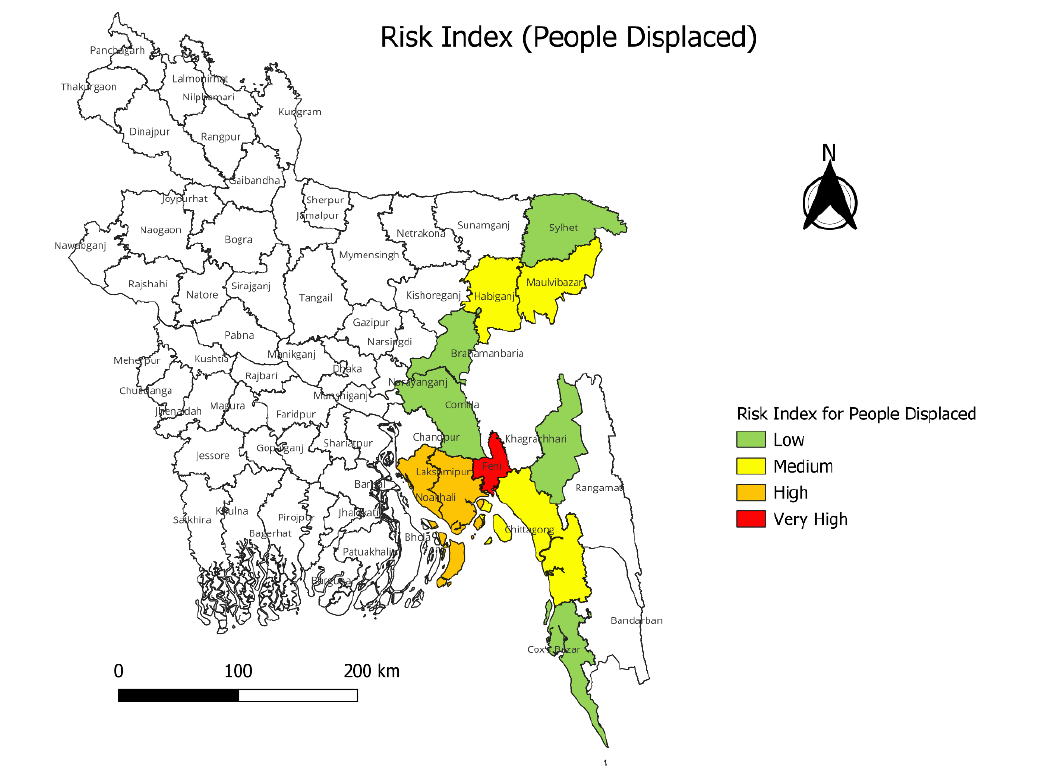 Risk Index (People Displaced)
Panchagarh
Lalmonirhat
Thakurgaon
Nilphamari
Kurigram
Dinajpur
Rangpur
N
Gaibandha
Joypurhat
Sherpur
Jamalpur
Naogaon
Sunamganj
Sylhet
Netrakona
Bogra
Nawabganj
Mymensingh
Rajshahi
Sirajganj
Maulvibazar
Natore
Tangail
Kishoreganj
Habiganj
Gazipur
Pabna
Narsingdi
Manikganj
Brahamanbaria
Meherpur
Kushtia
Dhaka
Rajbari
Narayanganj
Chuadanga
Munshiganj
Jhenaidah
Magura
Faridpur
Comilla
Risk Index for People Displaced
Low
Medium
High
Very High
Chandpur
Khagrachhari
Gopalganj
Shariatpur
Jessore
Lakshmipur
Feni
Barisal
Rangamati
Noakhali
Satkhira
Khulna
Pirojpur
Jhalokati
Bagerhat
Chittagong
Bhola
Patuakhali
Barguna
Bandarban
Cox's Bazar
0
100
200 km